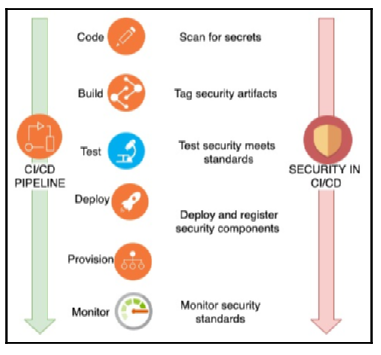 Code
Scan for secrets
Build
Tag security artifacts
Test
Test security meets
standards
CI/CD
PIPELINE
SECURITY IN
CI/CD
Deploy
Deploy and register
security components
Provision
Monitor
Monitor security
standards